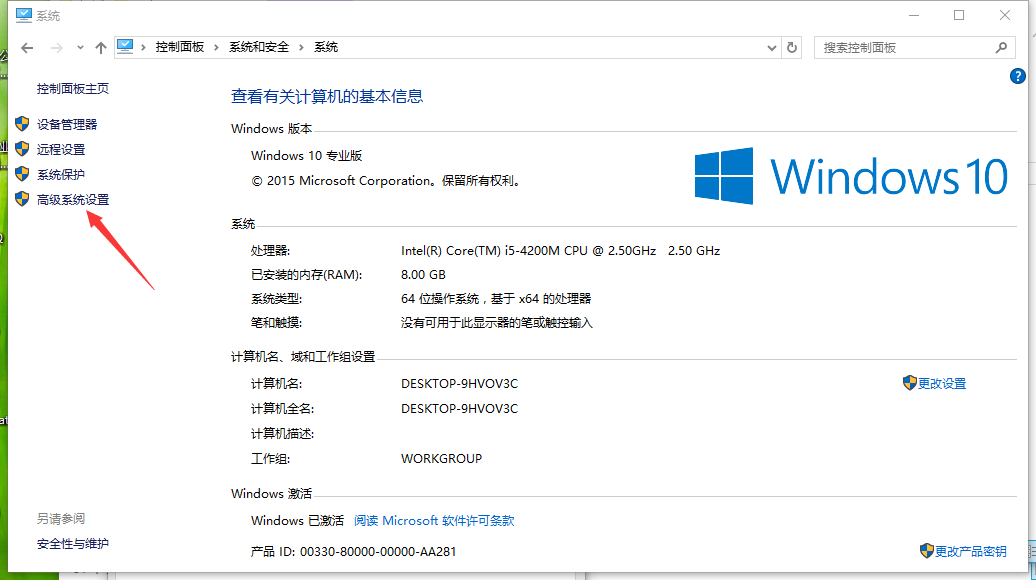 系统
控制面板 系统和安全 系统
搜索控制面板
控制面板主页
设备管理器
远程设置
系统保护
高级系统设置
查看有关计算机的基本信息
Windows 版本
Windows 10 专业版
© 2015 Microsoft Corporation。保留所有权利。
Windows 10
系统
处理器: Intel(R) Core(TM) i5-4200M CPU @ 2.50GHz 2.50 GHz
已安装的内存(RAM): 8.00 GB
系统类型: 64 位操作系统，基于 x64 的处理器
笔和触摸: 没有可用于此显示器的笔或触控输入
计算机名、域和工作组设置
计算机名: DESKTOP-9HVOV3C
更改设置
计算机全名: DESKTOP-9HVOV3C
计算机描述:
工作组: WORKGROUP
Windows 激活
Windows 已激活 阅读 Microsoft 软件许可条款
产品 ID: 00330-80000-00000-AA281
更改产品密钥
另请参阅
安全性与维护